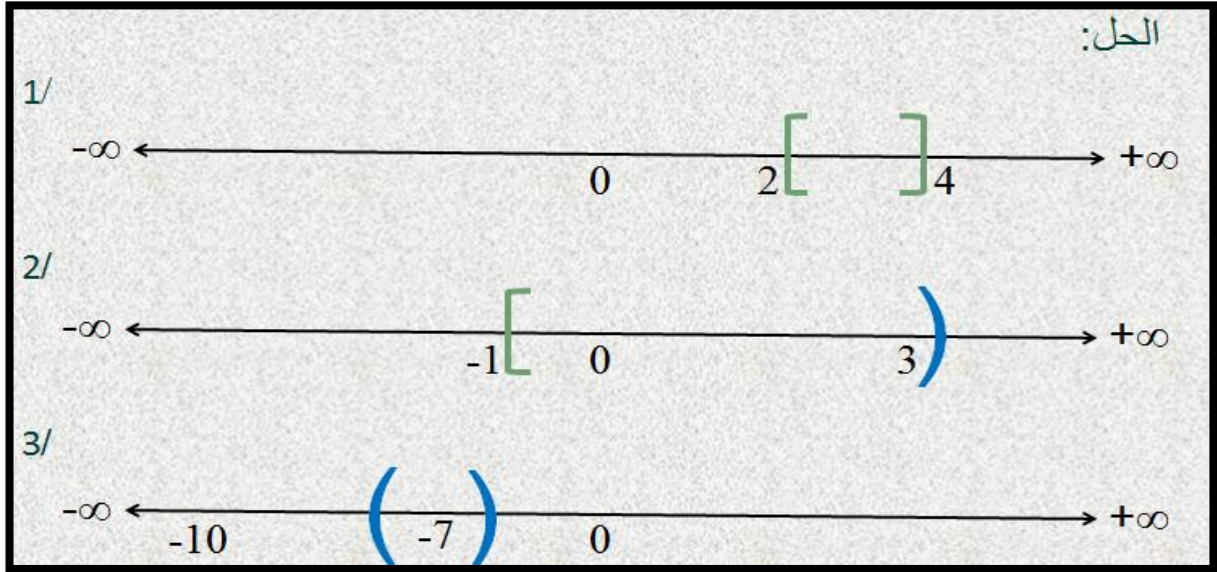 الحل:
1/
-∞ 0 2[ ]4 +∞
2/
-∞ -1[ 0 3) +∞
3/
-∞ -10 ( -7 ) 0 +∞